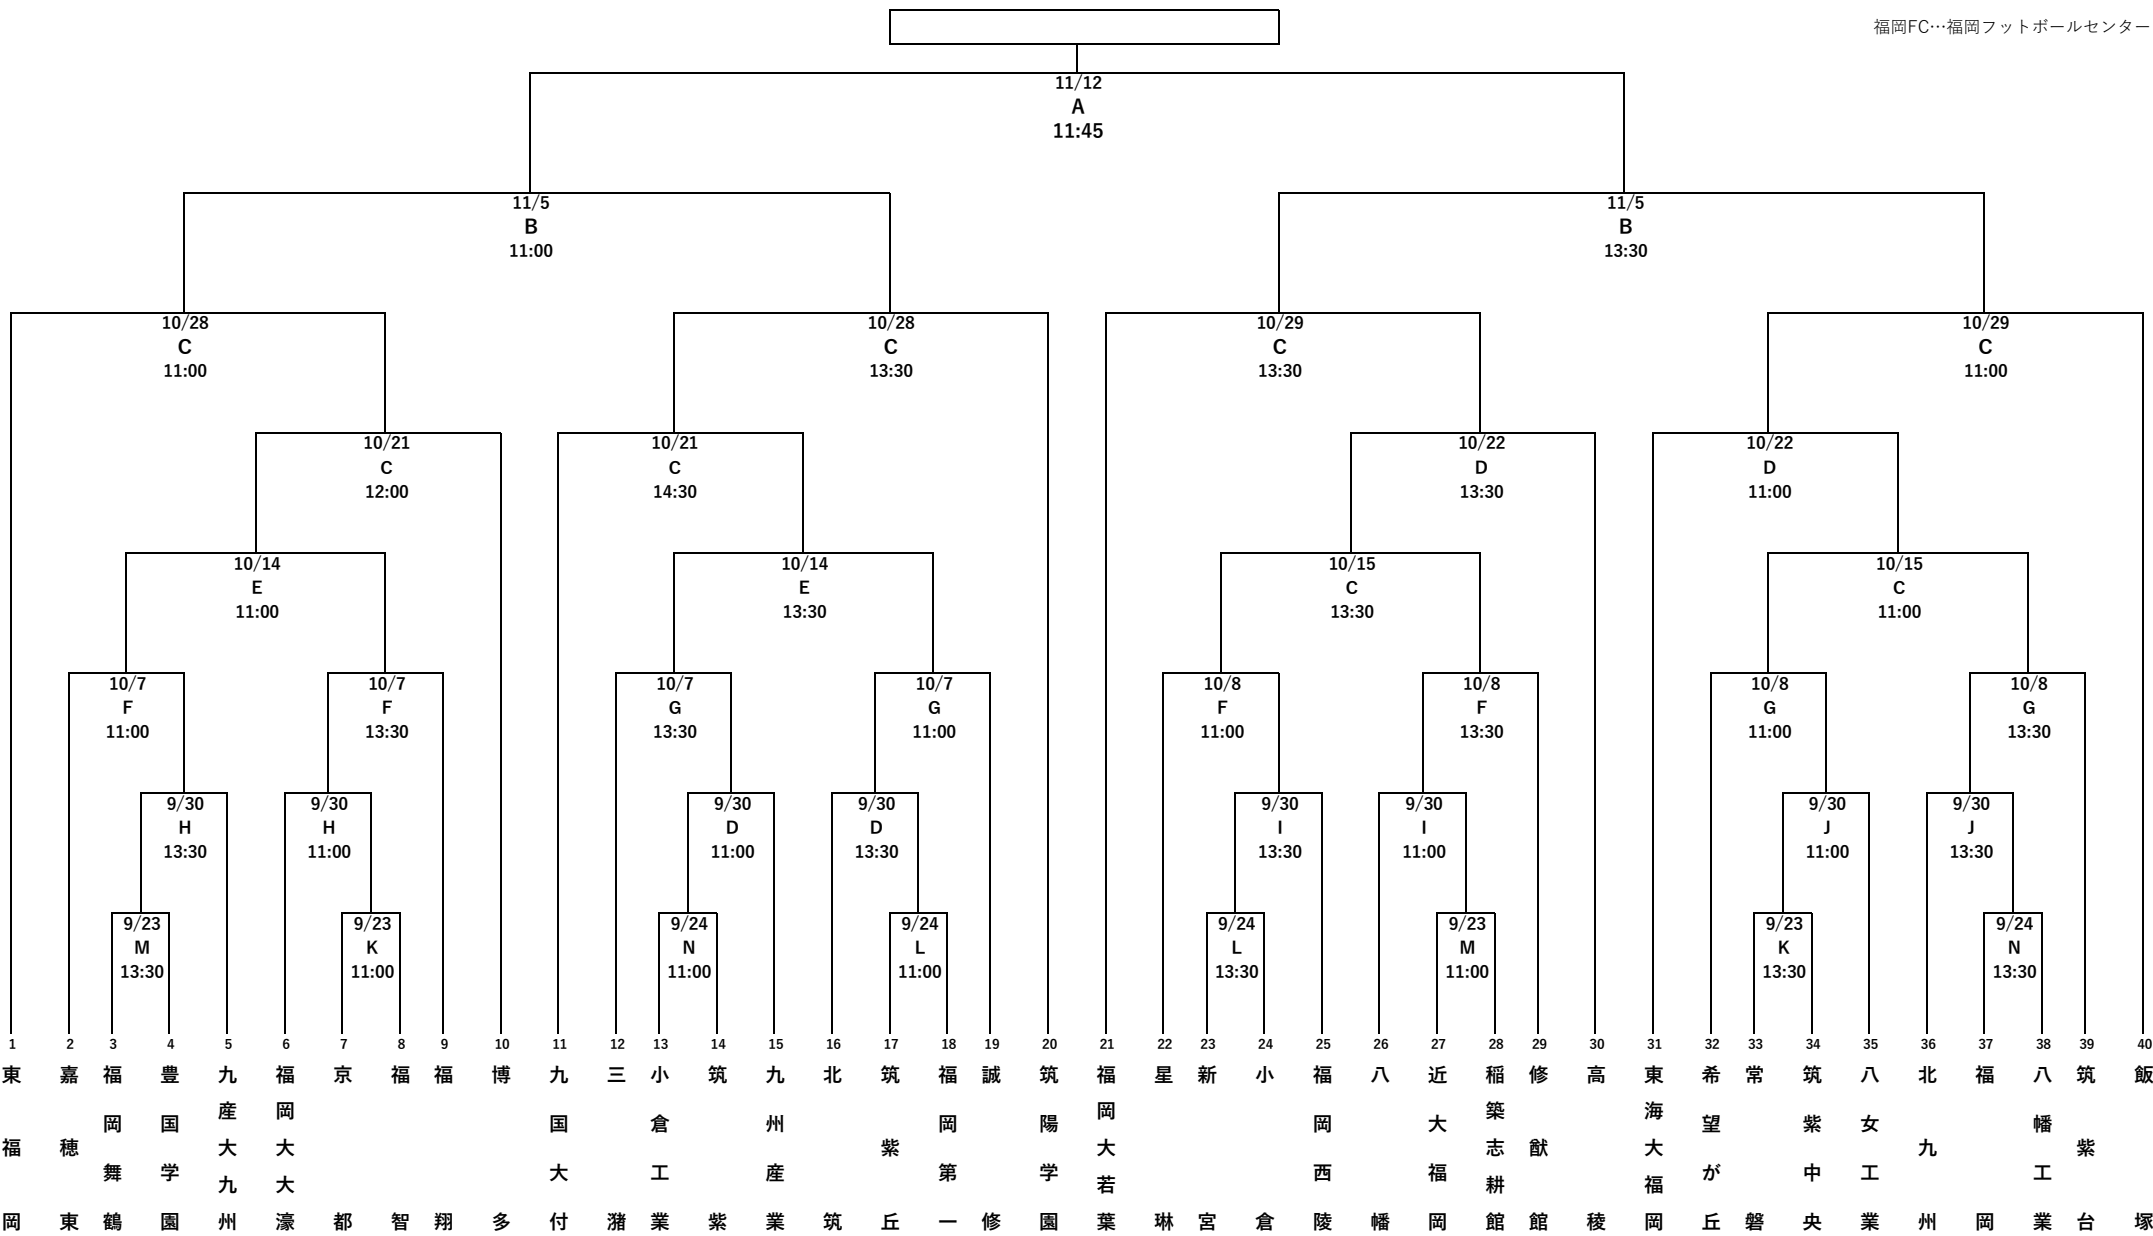 福岡FC…福岡フットボールセンター
11/12
A
11:45
11/5
B
11:00
11/5
B
13:30
10/28
C
11:00
10/28
C
13:30
10/29
C
13:30
10/29
C
11:00
10/21
C
12:00
10/21
C
14:30
10/22
D
13:30
10/22
D
11:00
10/14
E
11:00
10/14
E
13:30
10/15
C
13:30
10/15
C
11:00
10/7
F
11:00
10/7
F
13:30
10/7
G
13:30
10/7
G
11:00
10/8
F
11:00
10/8
F
13:30
10/8
G
11:00
10/8
G
13:30
9/30
H
13:30
9/30
H
11:00
9/30
D
11:00
9/30
D
13:30
9/30
I
13:30
9/30
I
11:00
9/30
J
11:00
9/30
J
13:30
9/23
M
13:30
9/23
K
11:00
9/24
N
11:00
9/24
L
11:00
9/24
L
13:30
9/23
M
11:00
9/23
K
13:30
9/24
N
13:30
1
東福岡
2
嘉穂東
3
福岡舞鶴
4
豊国学園
5
九産大九州
6
福岡大大濠
7
京都
8
福智
9
福翔
10
博多
11
九国大付
12
三潴
13
小倉工業
14
筑紫
15
九州産業
16
北筑
17
筑紫丘
18
福岡第一
19
誠修
20
筑陽学園
21
福岡大若葉
22
星琳
23
新宮
24
小倉
25
福岡西陵
26
八幡
27
近大福岡
28
稲築志耕館
29
修猷館
30
高稜
31
東海大福岡
32
希望が丘
33
常磐
34
筑紫中央
35
八女工業
36
北九州
37
福岡
38
八幡工業
39
筑紫台
40
飯塚